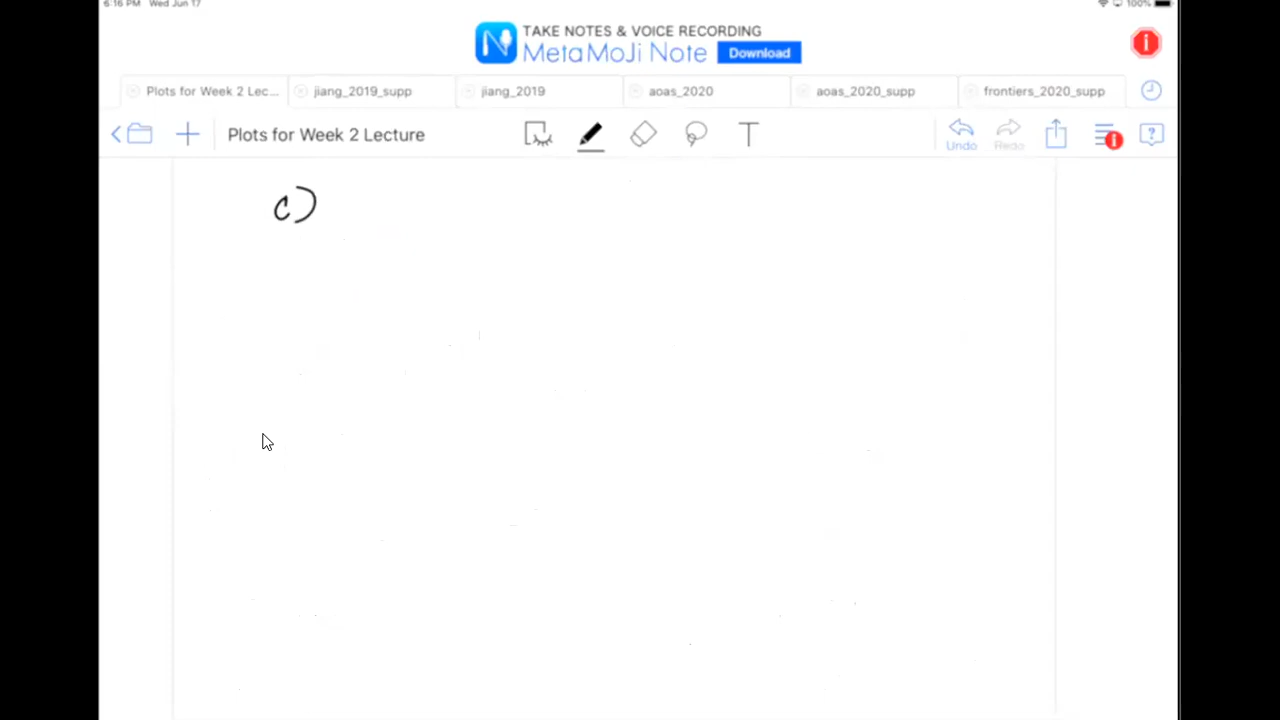 6:16 PM Wed Jun 17
100%
TAKE NOTES & VOICE RECORDING
MetaMoJi Note Download
Plots for Week 2 Lec... jiang_2019_supp jiang_2019 aoas_2020 aoas_2020_supp frontiers_2020_supp
Plots for Week 2 Lecture
T
Undo Redo
c)